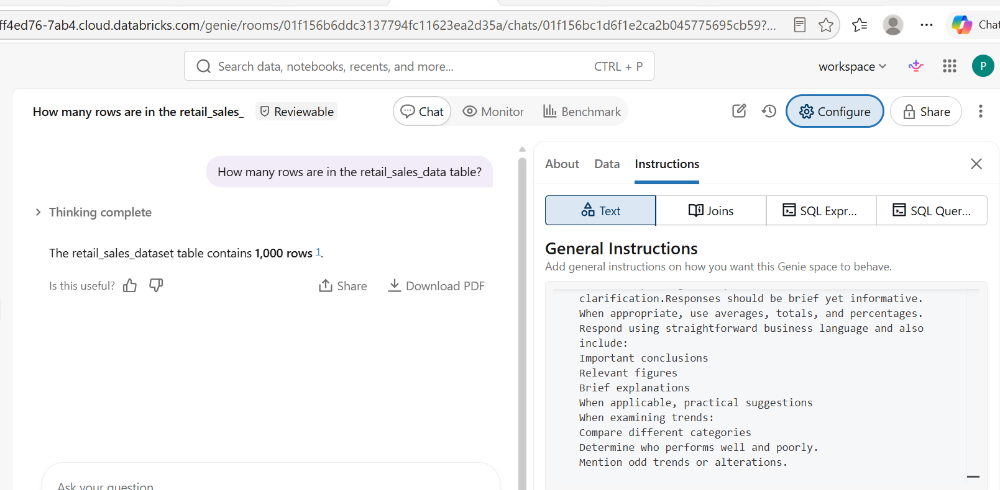 ff4ed76-7ab4.cloud.databricks.com/genie/rooms/01f156b6ddc3137794fc11623ea2d35a/chats/01f156bc1d6f1e2ca2b045775695cb59?...
Chat
Search data, notebooks, recents, and more...
CTRL + P
workspace
P
How many rows are in the retail_sales_
Reviewable
Chat
Monitor
Benchmark
Configure
Share
How many rows are in the retail_sales_data table?
Thinking complete
The retail_sales_dataset table contains 1,000 rows 1.
Is this useful?
Share
Download PDF
Ask your question
About
Data
Instructions
Text
Joins
SQL Expr...
SQL Quer...
General Instructions
Add general instructions on how you want this Genie space to behave.
clarification.Responses should be brief yet informative.
When appropriate, use averages, totals, and percentages.
Respond using straightforward business language and also
include:
Important conclusions
Relevant figures
Brief explanations
When applicable, practical suggestions
When examining trends:
Compare different categories
Determine who performs well and poorly.
Mention odd trends or alterations.